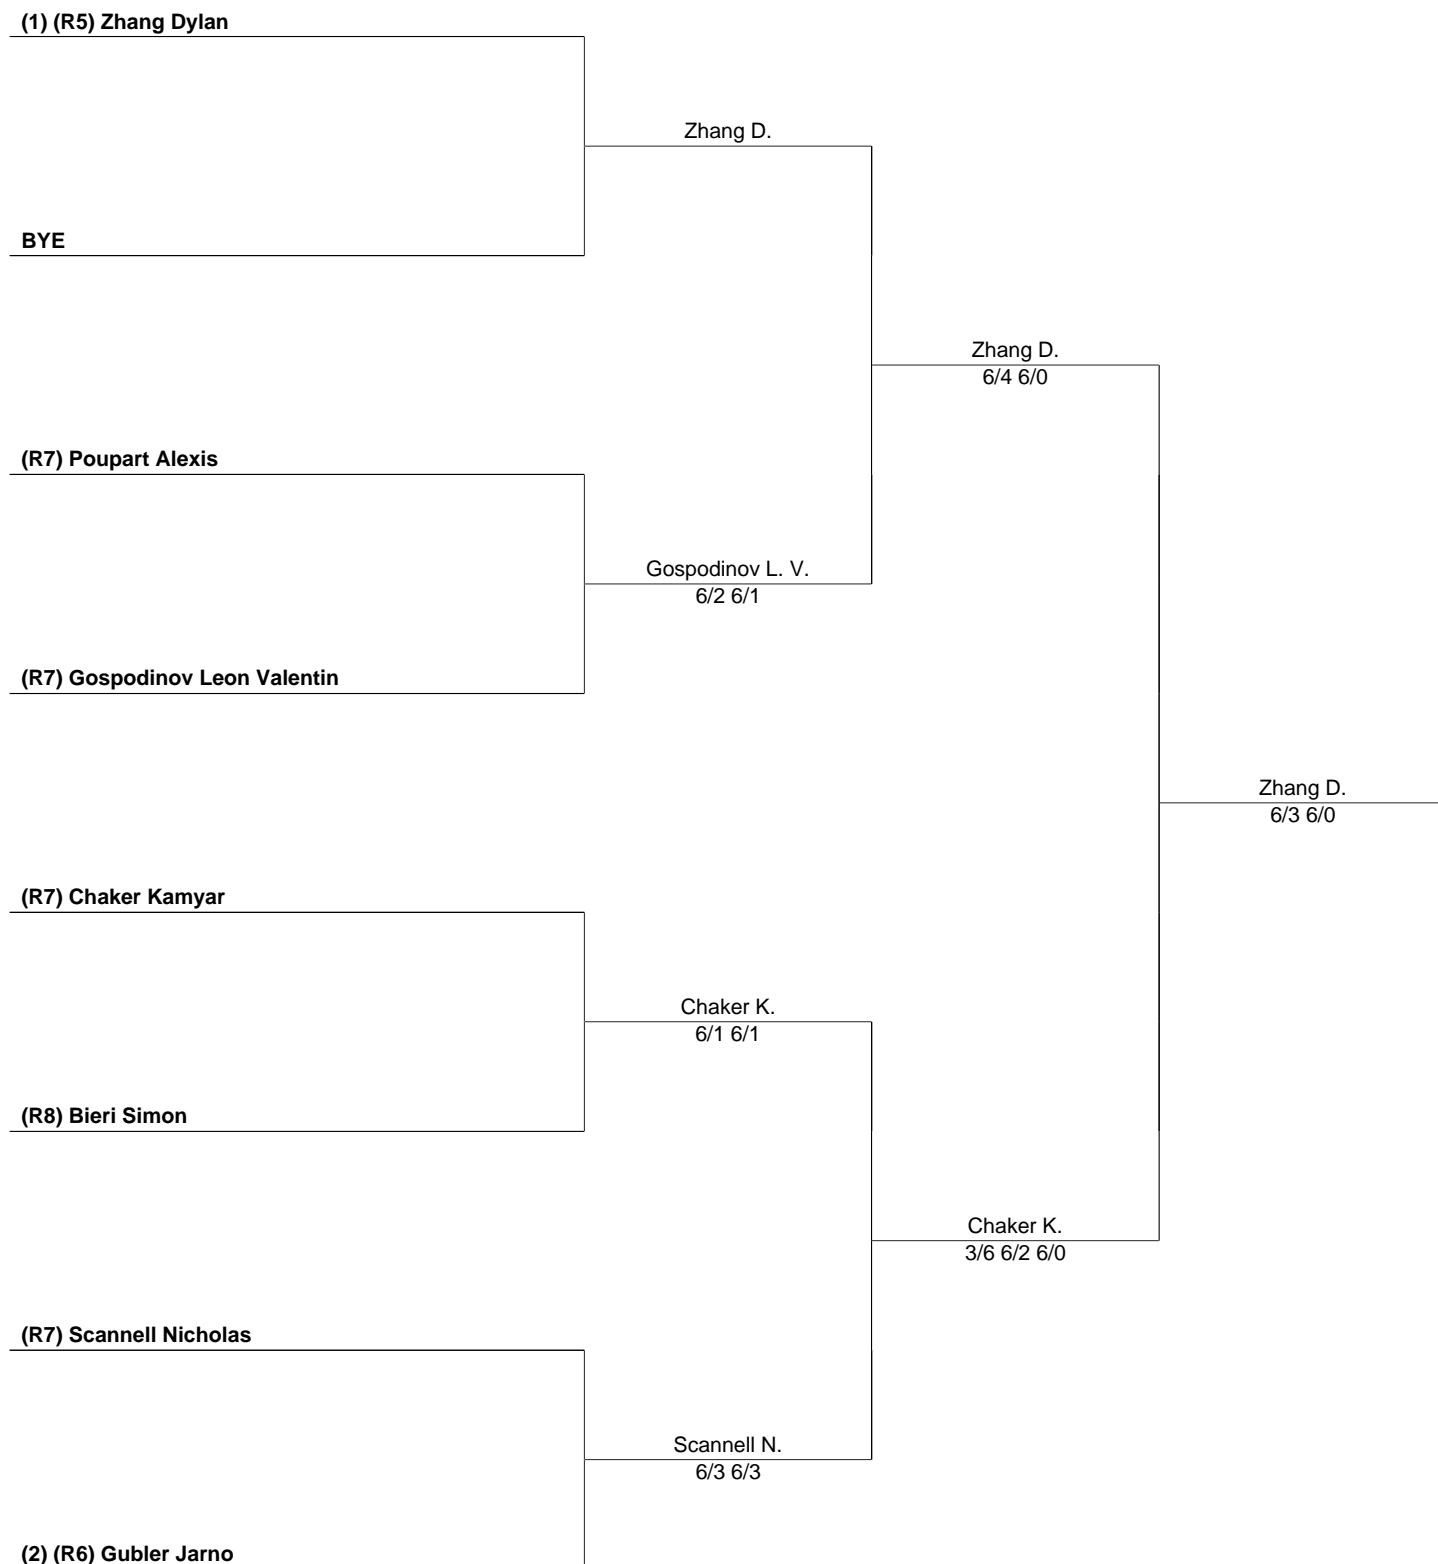 (1) (R5) Zhang Dylan
Zhang D.
BYE
Zhang D.
6/4 6/0
(R7) Poupart Alexis
Gospodinov L. V.
6/2 6/1
(R7) Gospodinov Leon Valentin
Zhang D.
6/3 6/0
(R7) Chaker Kamyar
Chaker K.
6/1 6/1
(R8) Bieri Simon
Chaker K.
3/6 6/2 6/0
(R7) Scannell Nicholas
Scannell N.
6/3 6/3
(2) (R6) Gubler Jarno